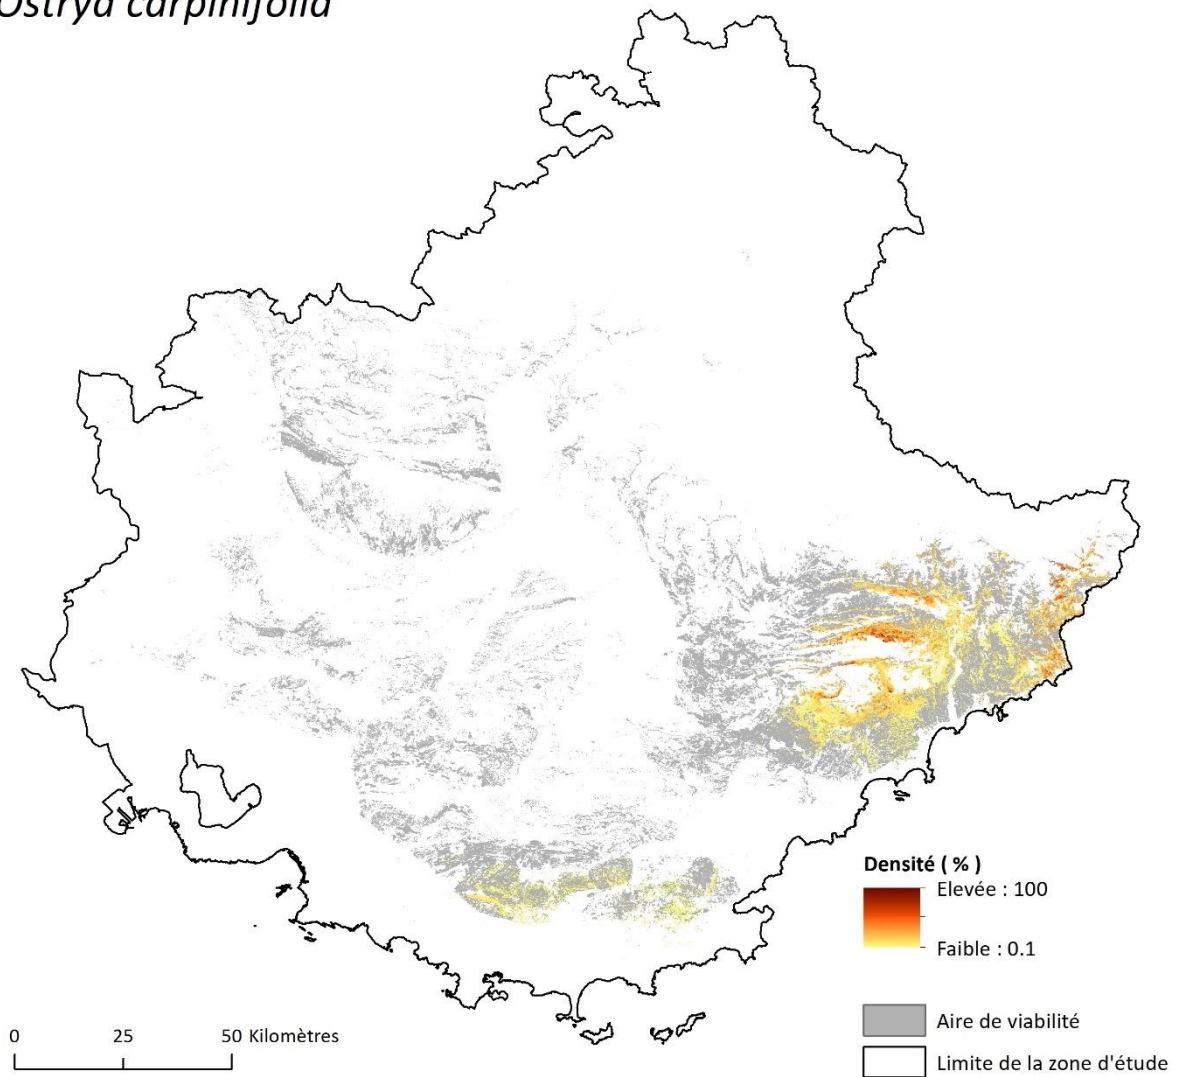 Ostrya carpinifolia
Densité ( % )
Elevée : 100
Faible : 0.1
0 25 50 Kilomètres
Aire de viabilité
Limite de la zone d'étude